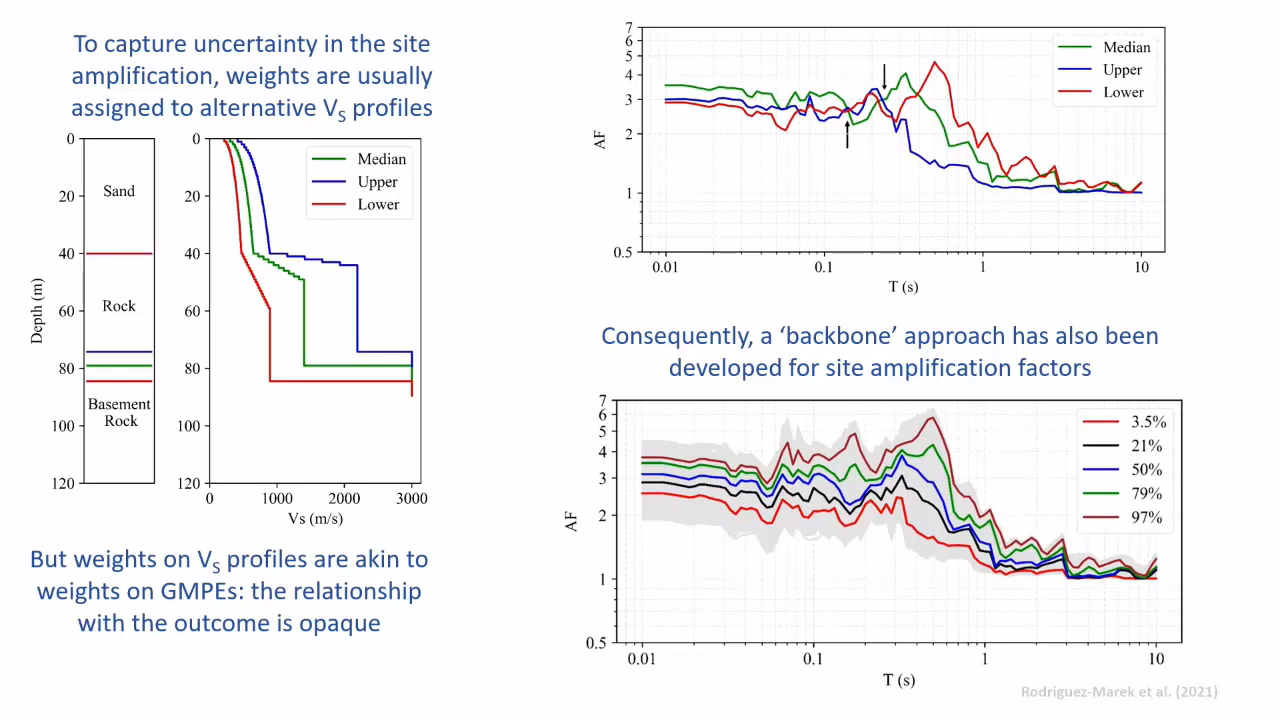 To capture uncertainty in the site
amplification, weights are usually
assigned to alternative VS profiles
0
20
40
60
80
100
120
Depth (m)
Sand
Rock
Basement
Rock
0
20
40
60
80
100
120
0
1000
2000
3000
Vs (m/s)
Median
Upper
Lower
But weights on VS profiles are akin to
weights on GMPEs: the relationship
with the outcome is opaque
7
6
5
4
3
2
1
0.5
AF
0.01
0.1
1
10
T (s)
Median
Upper
Lower
Consequently, a ‘backbone’ approach has also been
developed for site amplification factors
7
6
5
4
3
2
1
0.5
AF
0.01
0.1
1
10
T (s)
3.5%
21%
50%
79%
97%
Rodriguez-Marek et al. (2021)